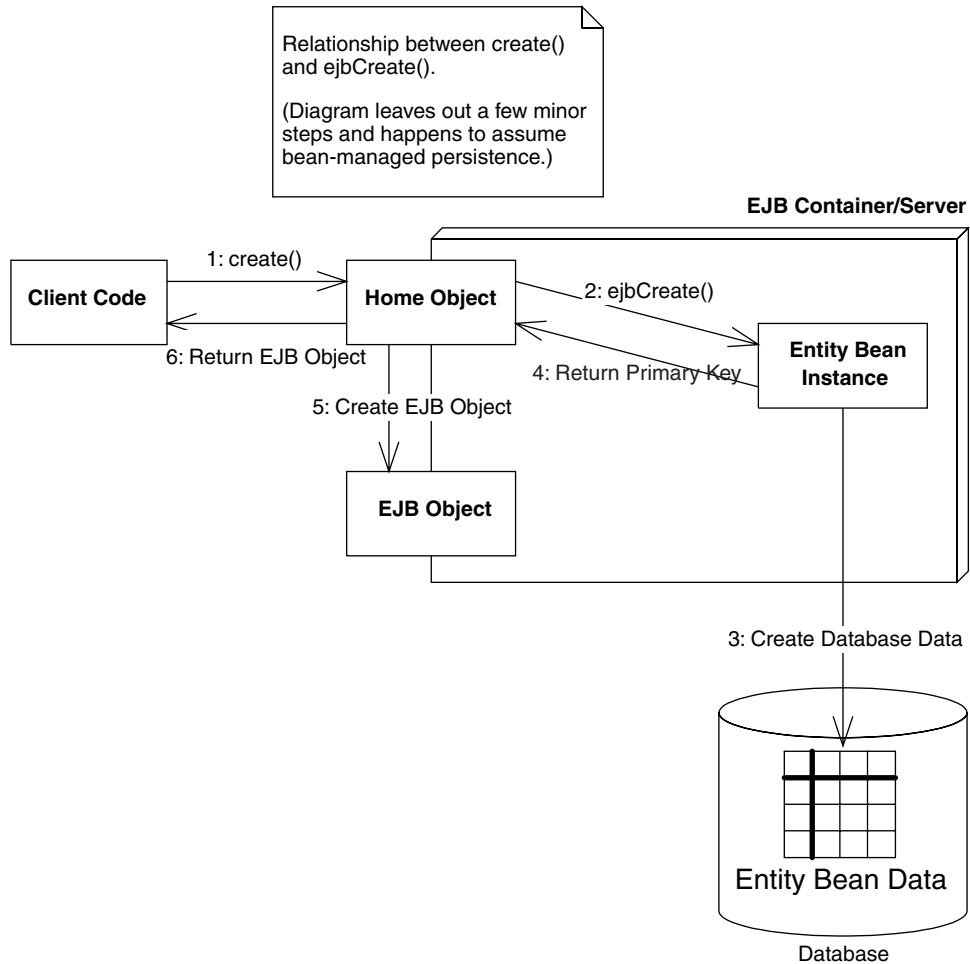 Relationship between create()
and ejbCreate().
(Diagram leaves out a few minor
steps and happens to assume
bean-managed persistence.)
EJB Container/Server
1: create()
Client Code
Home Object
2: ejbCreate()
Entity Bean
Instance
6: Return EJB Object
4: Return Primary Key
5: Create EJB Object
EJB Object
3: Create Database Data
Entity Bean Data
Database